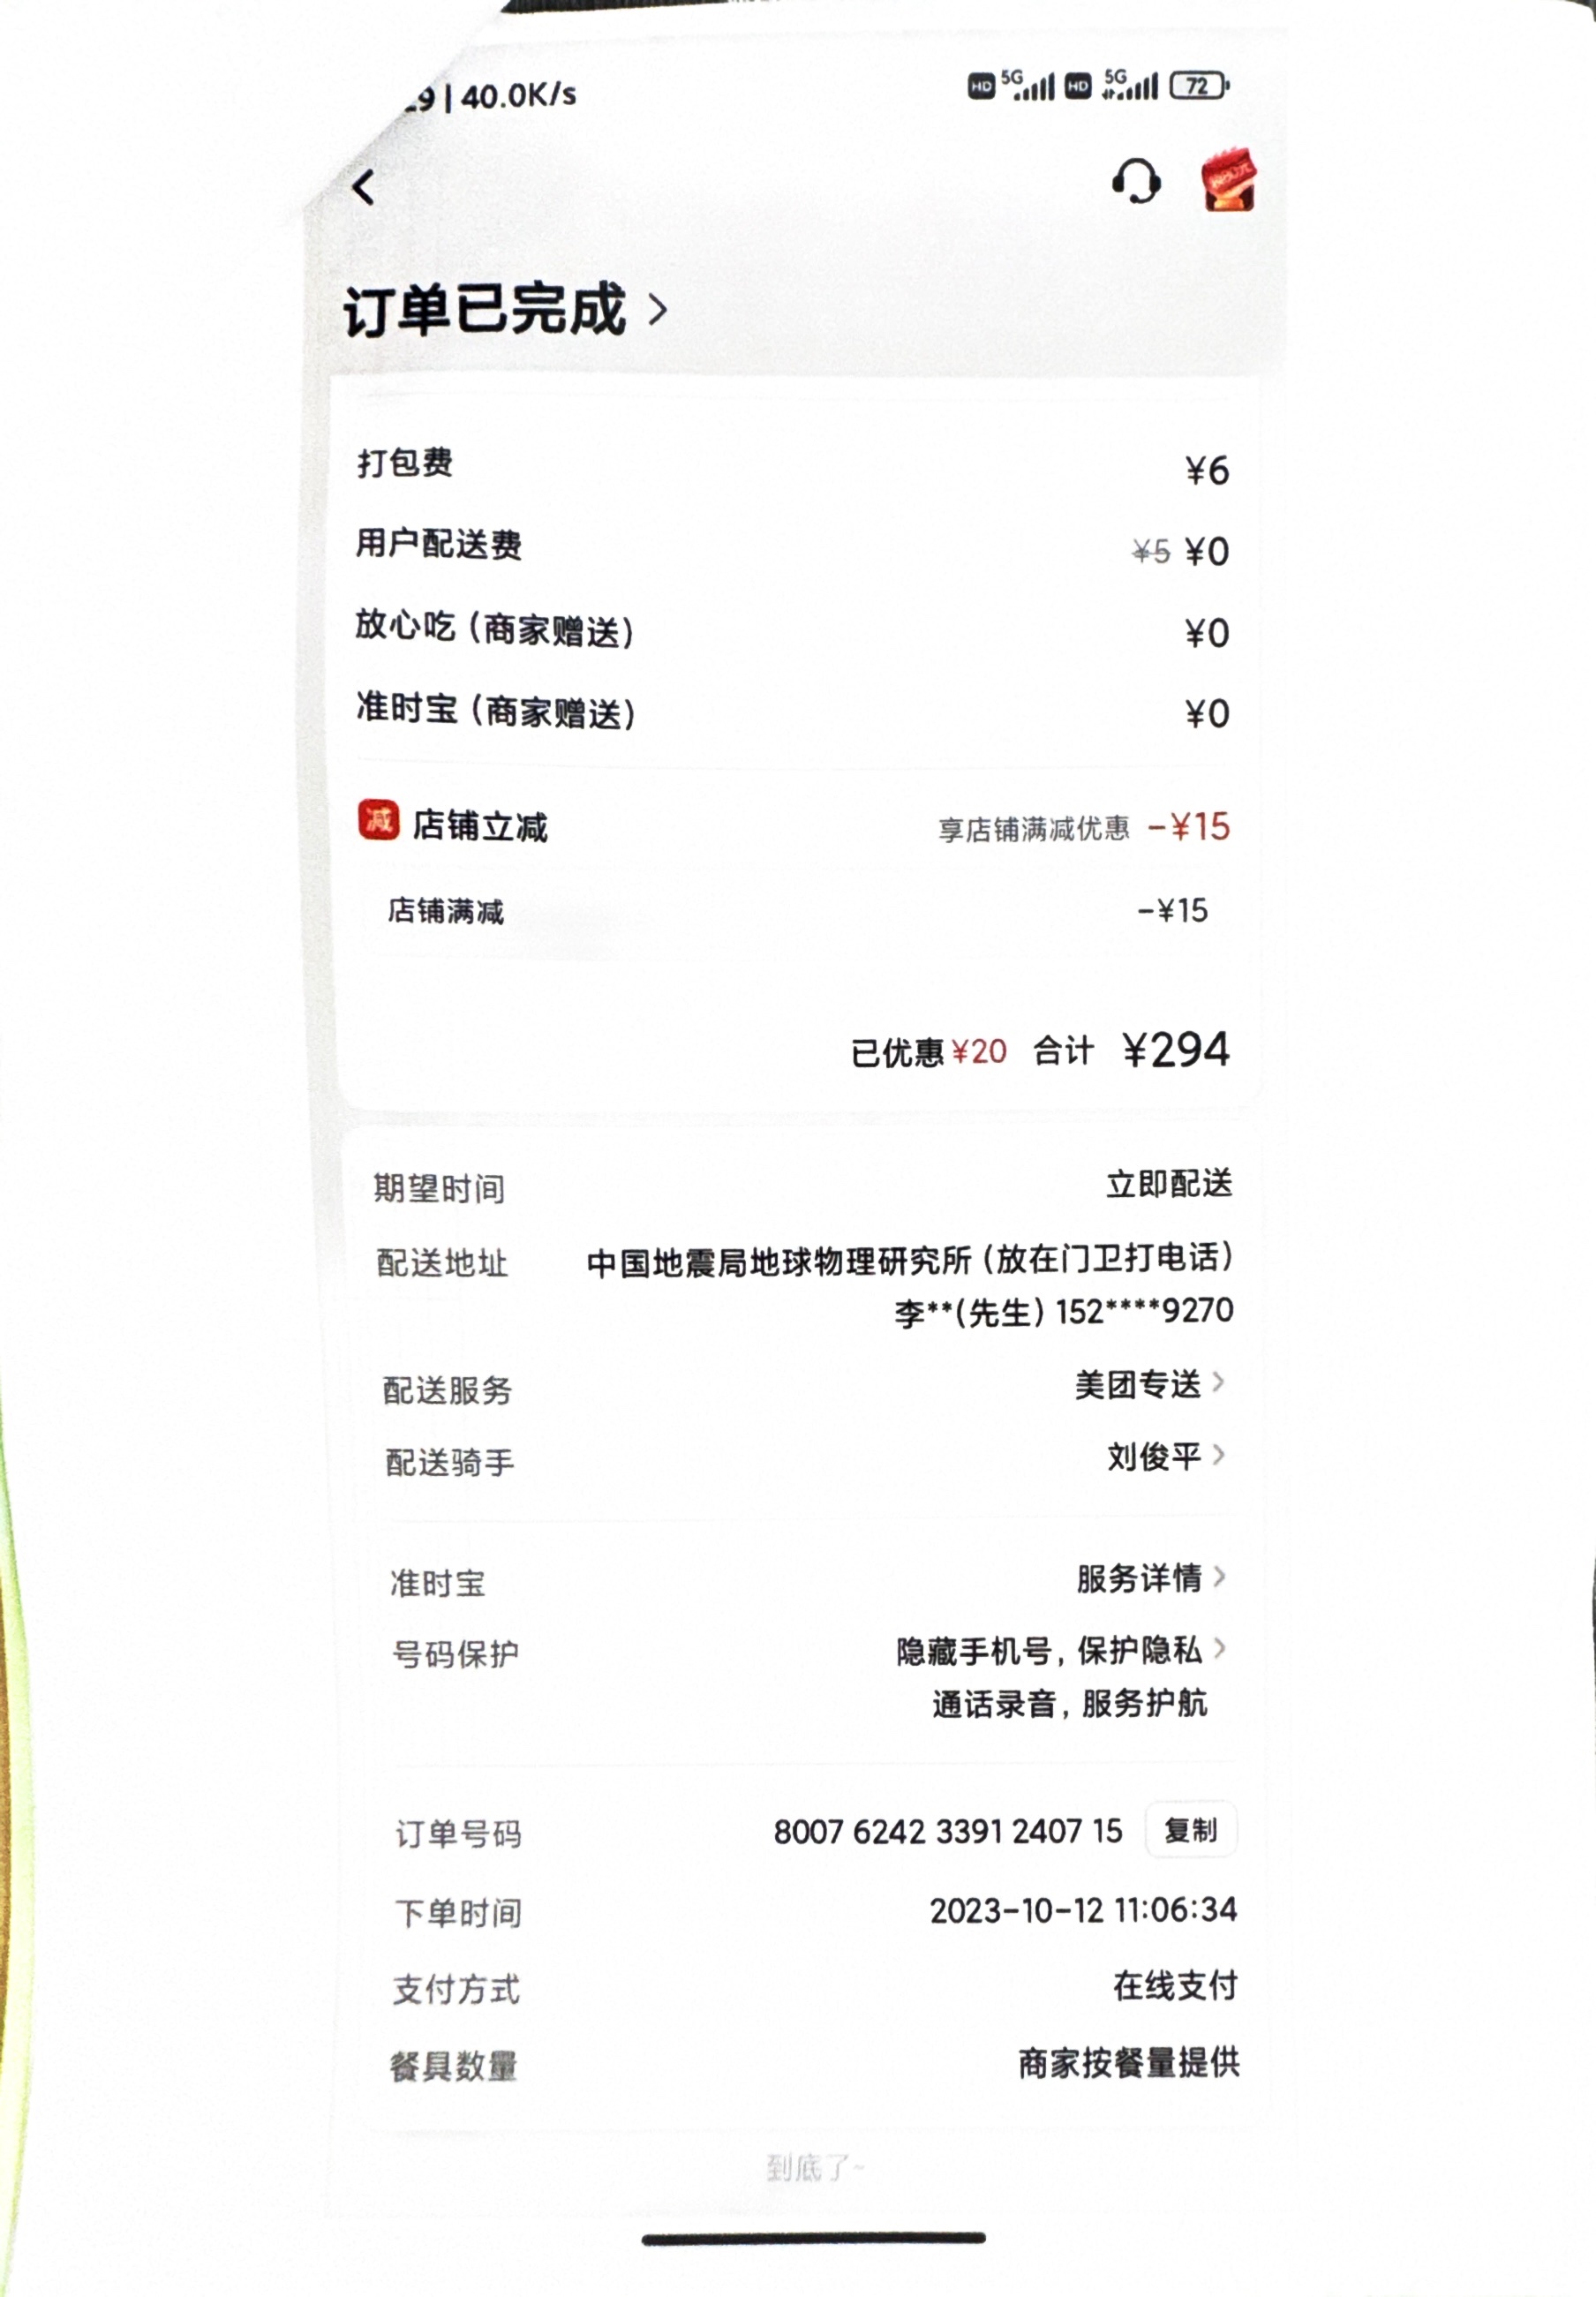 9 | 40.0K/s HD 5G HD 5G 72
订单已完成 >
打包费 ¥6
用户配送费 ¥5 ¥0
放心吃（商家赠送） ¥0
准时宝（商家赠送） ¥0
减 店铺立减 享店铺满减优惠 -¥15
店铺满减 -¥15
已优惠¥20 合计 ¥294
期望时间 立即配送
配送地址 中国地震局地球物理研究所（放在门卫打电话）
李**(先生) 152****9270
配送服务 美团专送 >
配送骑手 刘俊平 >
准时宝 服务详情 >
号码保护 隐藏手机号，保护隐私 >
通话录音，服务护航
订单号码 8007 6242 3391 2407 15 复制
下单时间 2023-10-12 11:06:34
支付方式 在线支付
餐具数量 商家按餐量提供
到底了~